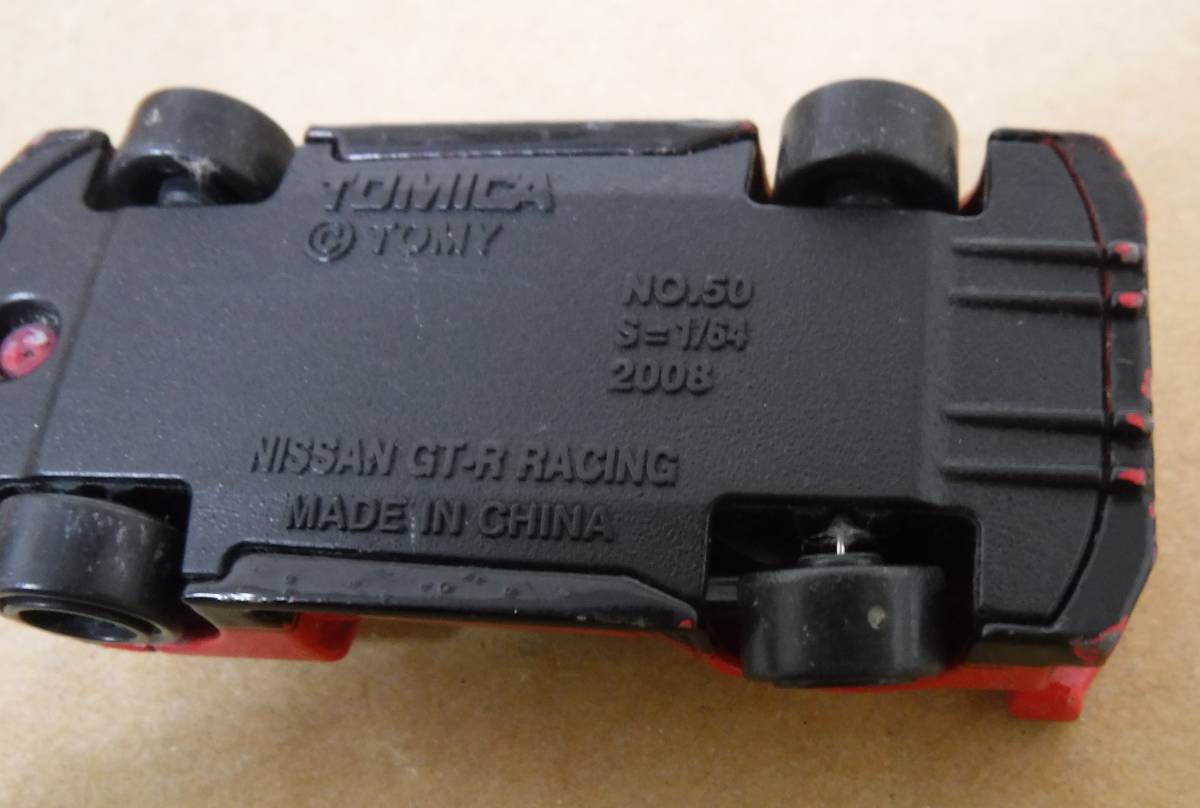 TOMICA
© TOMY
NO.50
S=1/64
2008
NISSAN GT-R RACING
MADE IN CHINA